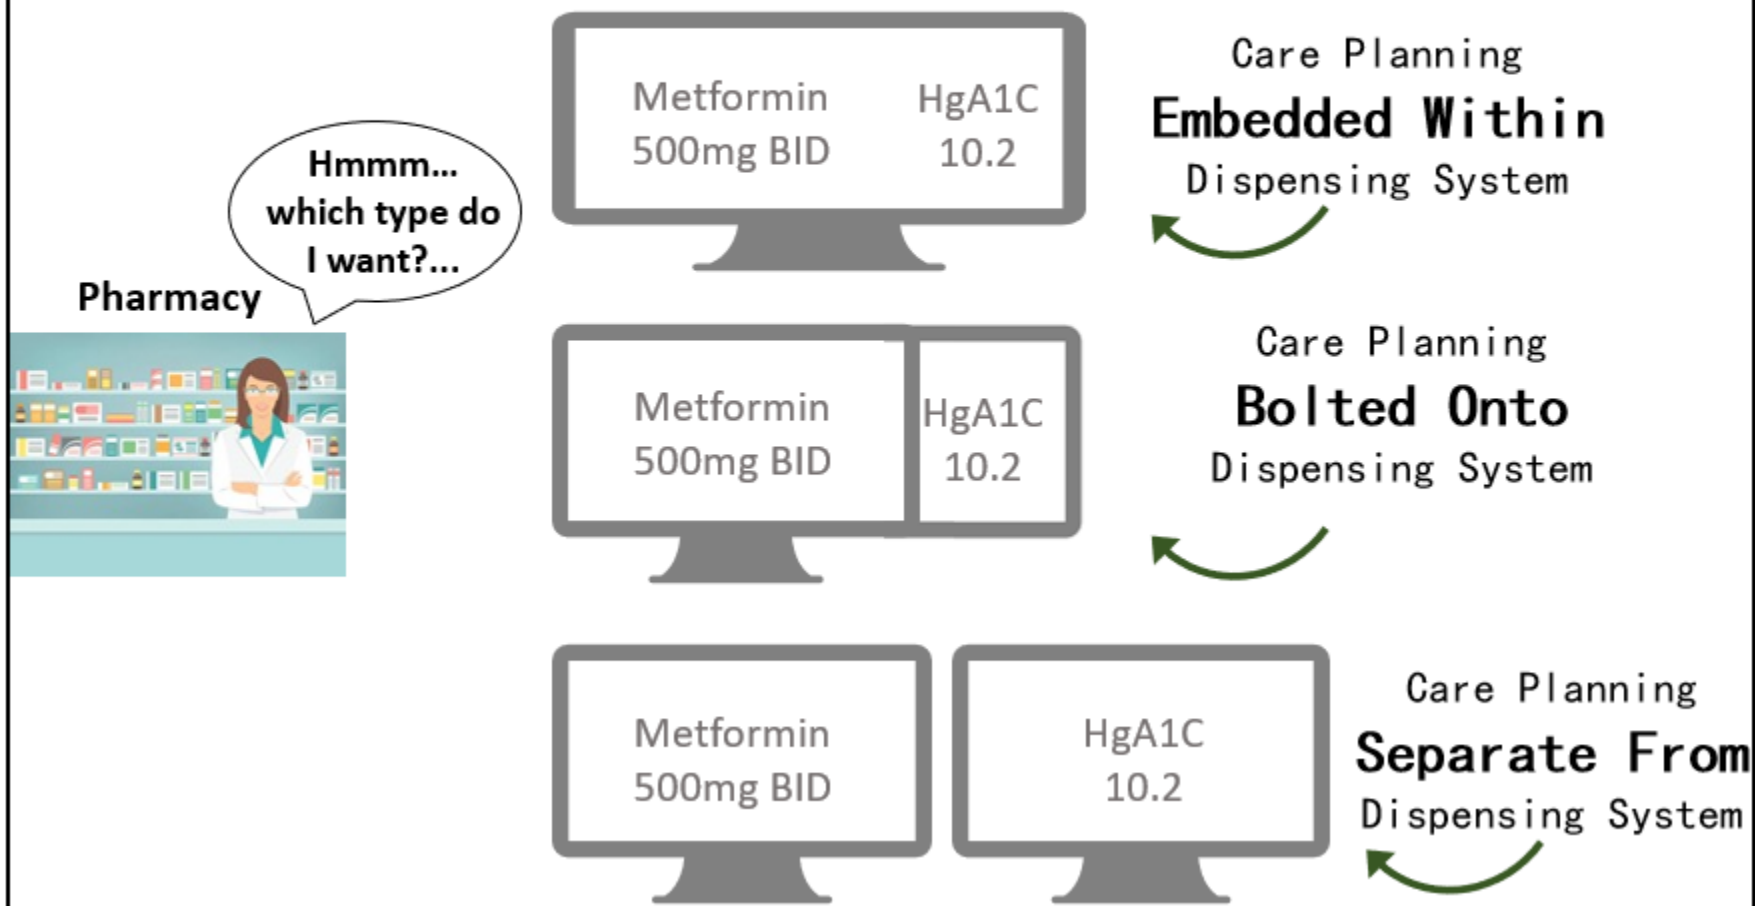 Hmmm...
which type do
I want?...
Pharmacy
Metformin
500mg BID
HgA1C
10.2
Care Planning
Embedded Within
Dispensing System
Metformin
500mg BID
HgA1C
10.2
Care Planning
Bolted Onto
Dispensing System
Metformin
500mg BID
HgA1C
10.2
Care Planning
Separate From
Dispensing System